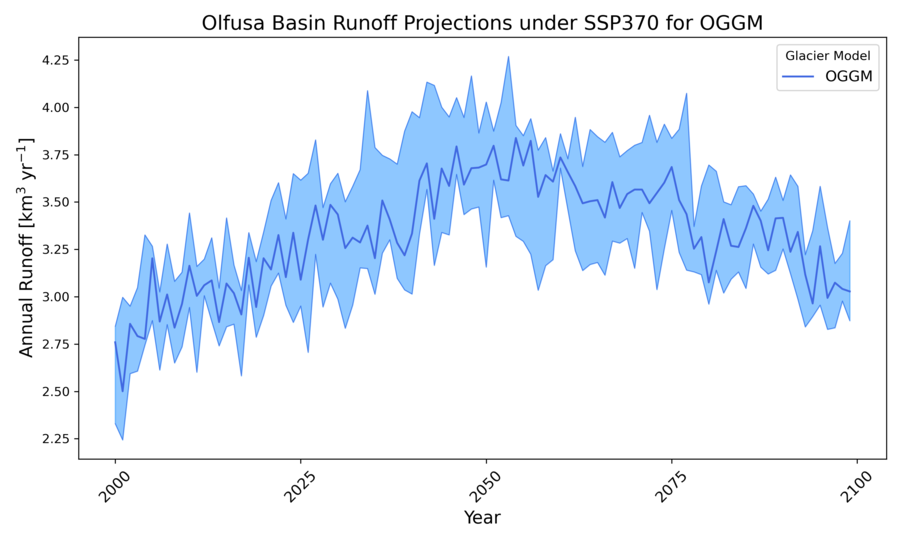 Olfusa Basin Runoff Projections under SSP370 for OGGM
Glacier Model
OGGM
Annual Runoff [km³ yr⁻¹]
4.25
4.00
3.75
3.50
3.25
3.00
2.75
2.50
2.25
2000
2025
2050
2075
2100
Year